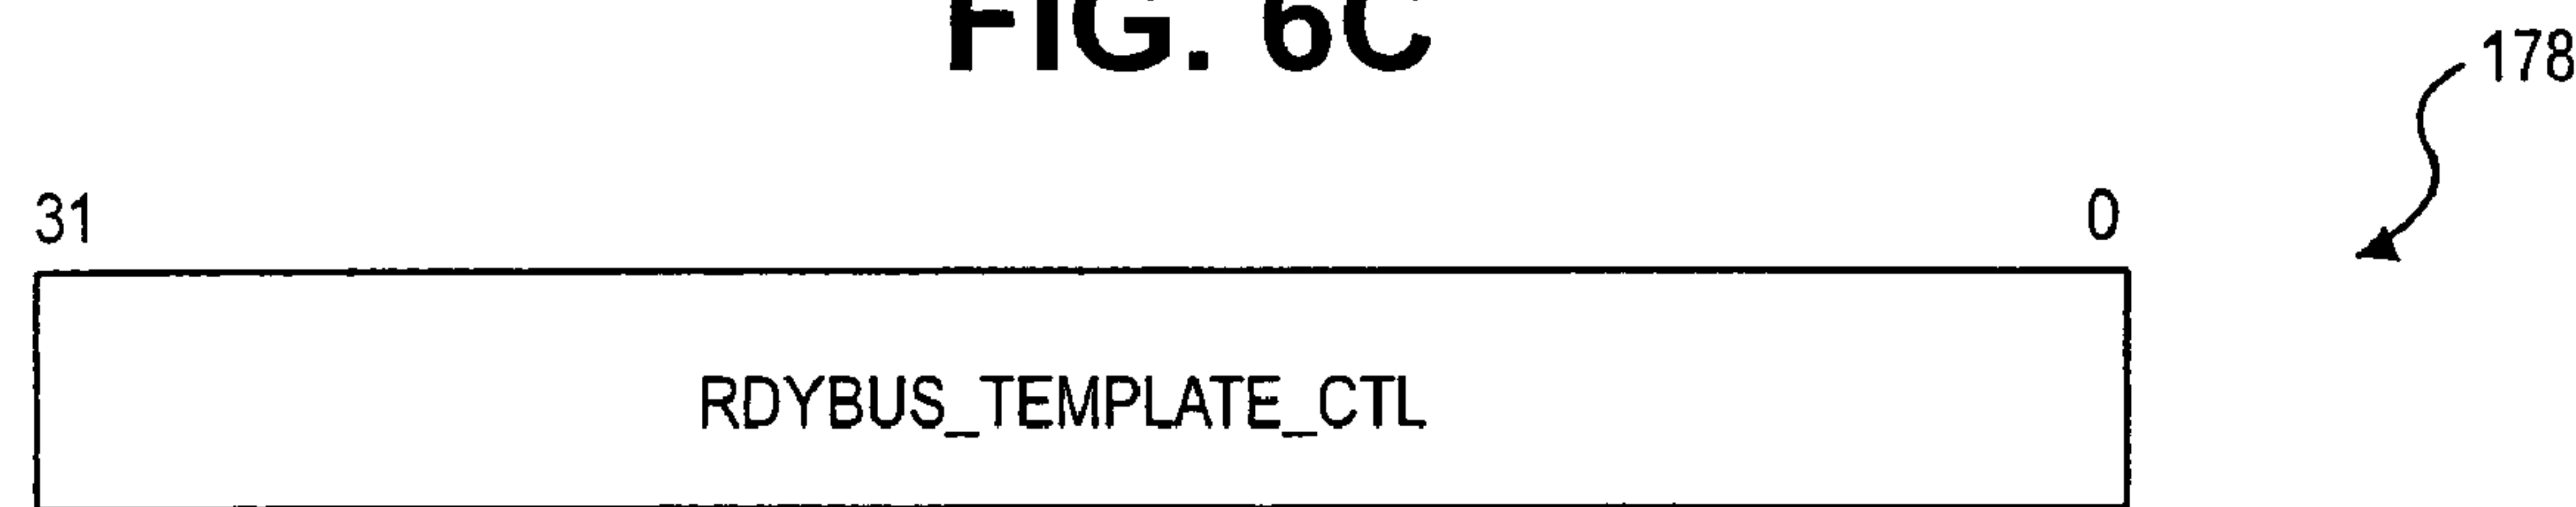 FIG. 6C
178
31 0
RDYBUS_TEMPLATE_CTL